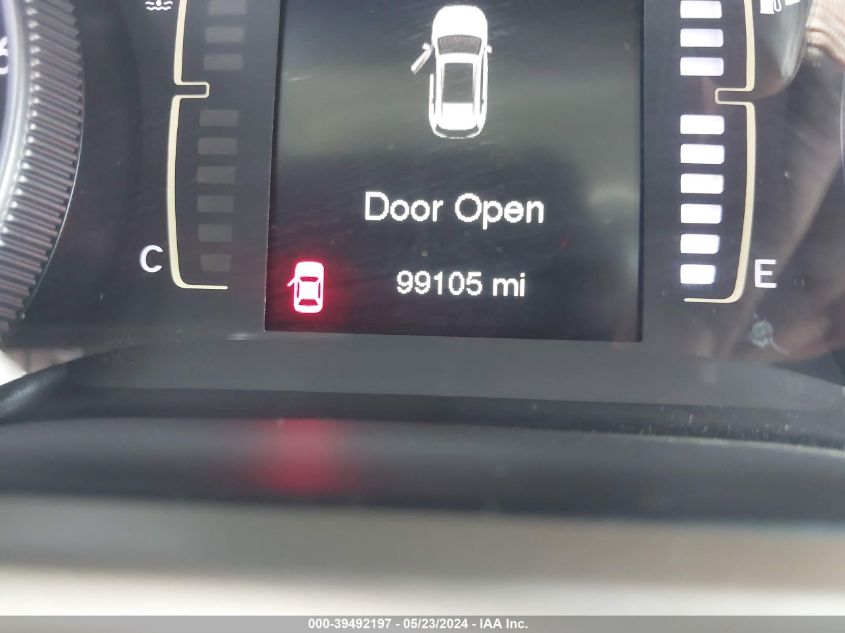 Door Open
C
99105 mi
E
000-39492197 - 05/23/2024 - IAA Inc.